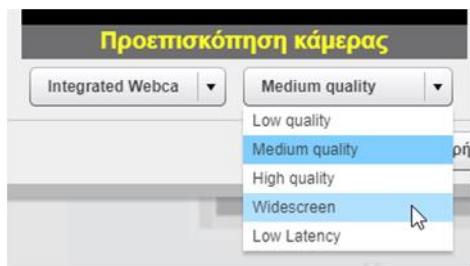 Προεπισκόπηση κάμερας
Integrated Webca Medium quality
Low quality
Medium quality
High quality
Widescreen
Low Latency